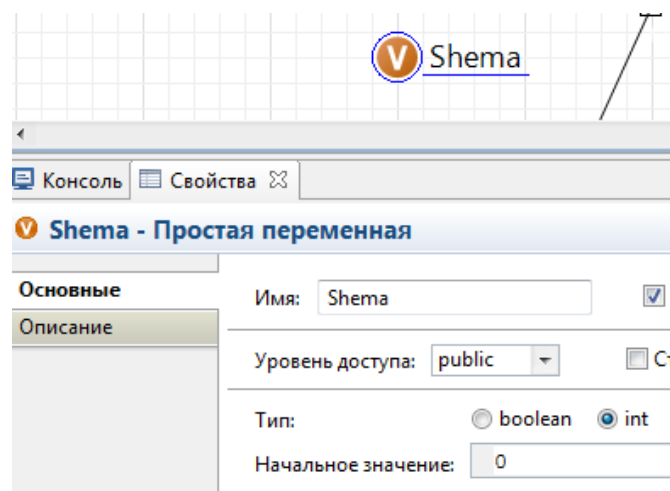 V Shema
Консоль Свойства
V Shema - Простая переменная
Основные
Имя: Shema
Описание
Уровень доступа: public
Тип: boolean int
Начальное значение: 0